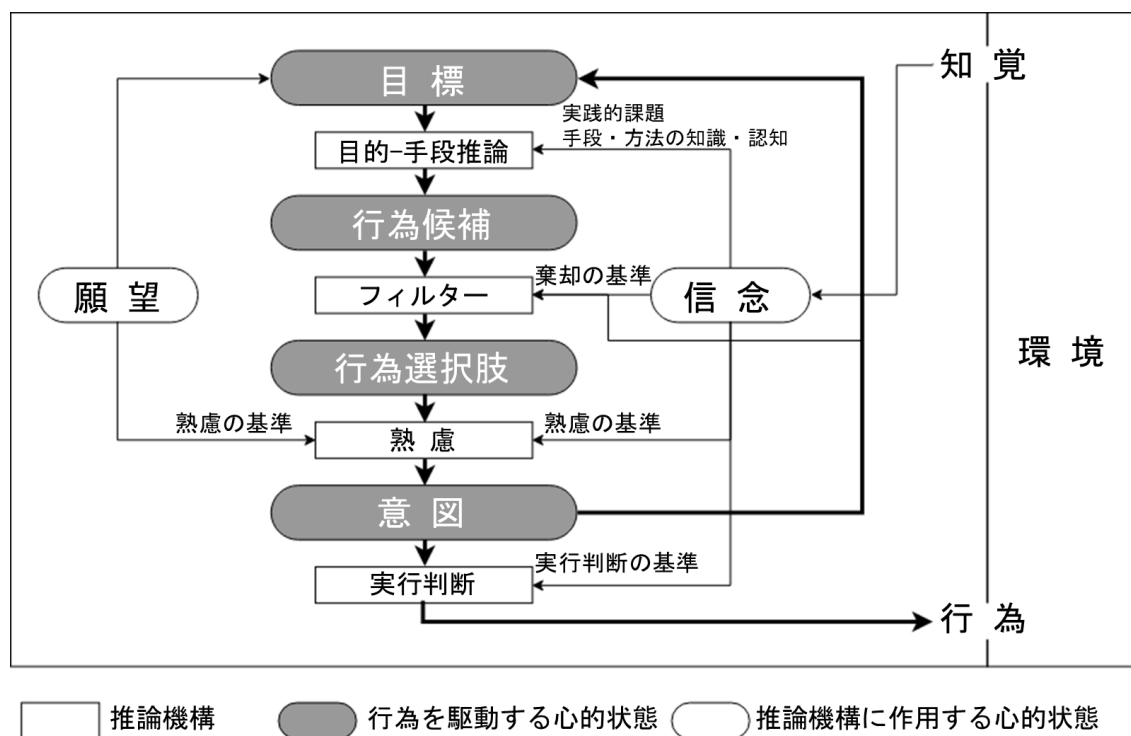 目 標
知 覚
実践的課題
手段・方法の知識・認知
目的−手段推論
行為候補
棄却の基準
願 望
フィルター
信 念
環 境
行為選択肢
熟慮の基準
熟慮の基準
熟 慮
意 図
実行判断の基準
実行判断
行 為
推論機構
行為を駆動する心的状態
推論機構に作用する心的状態